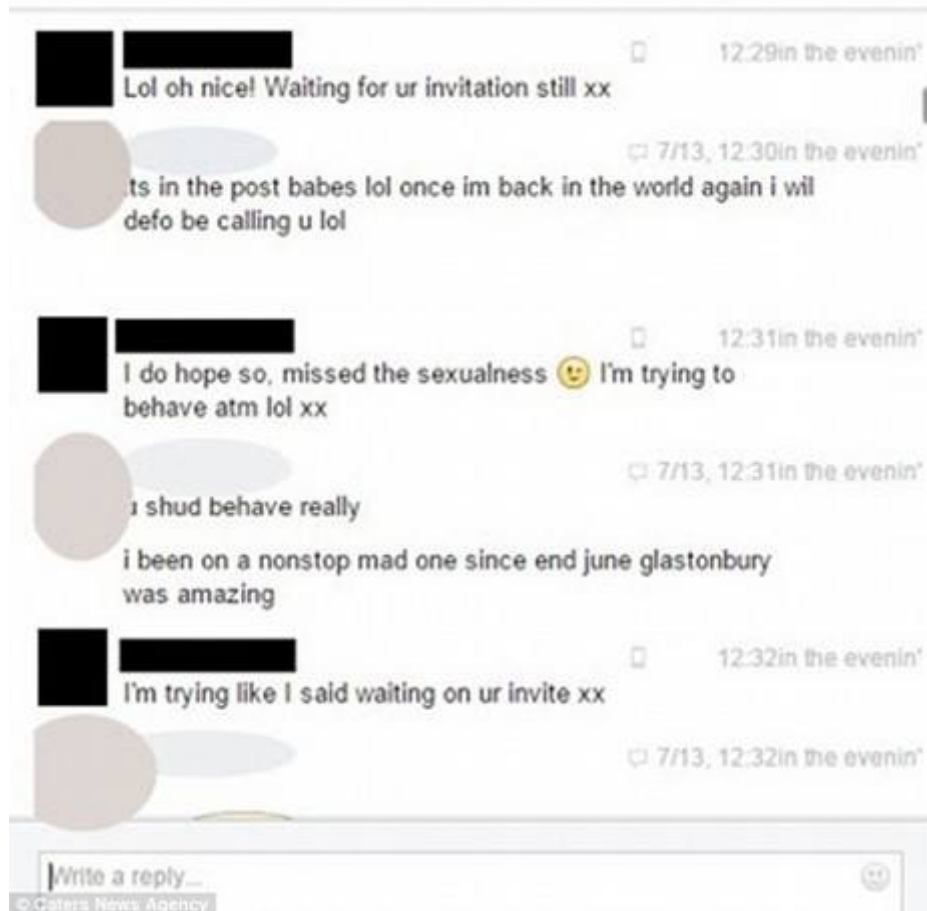 12:29in the evenin'
Lol oh nice! Waiting for ur invitation still xx
7/13, 12:30in the evenin'
ts in the post babes lol once im back in the world again i wil
defo be calling u lol
12:31in the evenin'
I do hope so, missed the sexualness 😉 I'm trying to
behave atm lol xx
7/13, 12:31in the evenin'
u shud behave really
i been on a nonstop mad one since end june glastonbury
was amazing
12:32in the evenin'
I'm trying like I said waiting on ur invite xx
7/13, 12:32in the evenin'
Write a reply...
© Caters News Agency